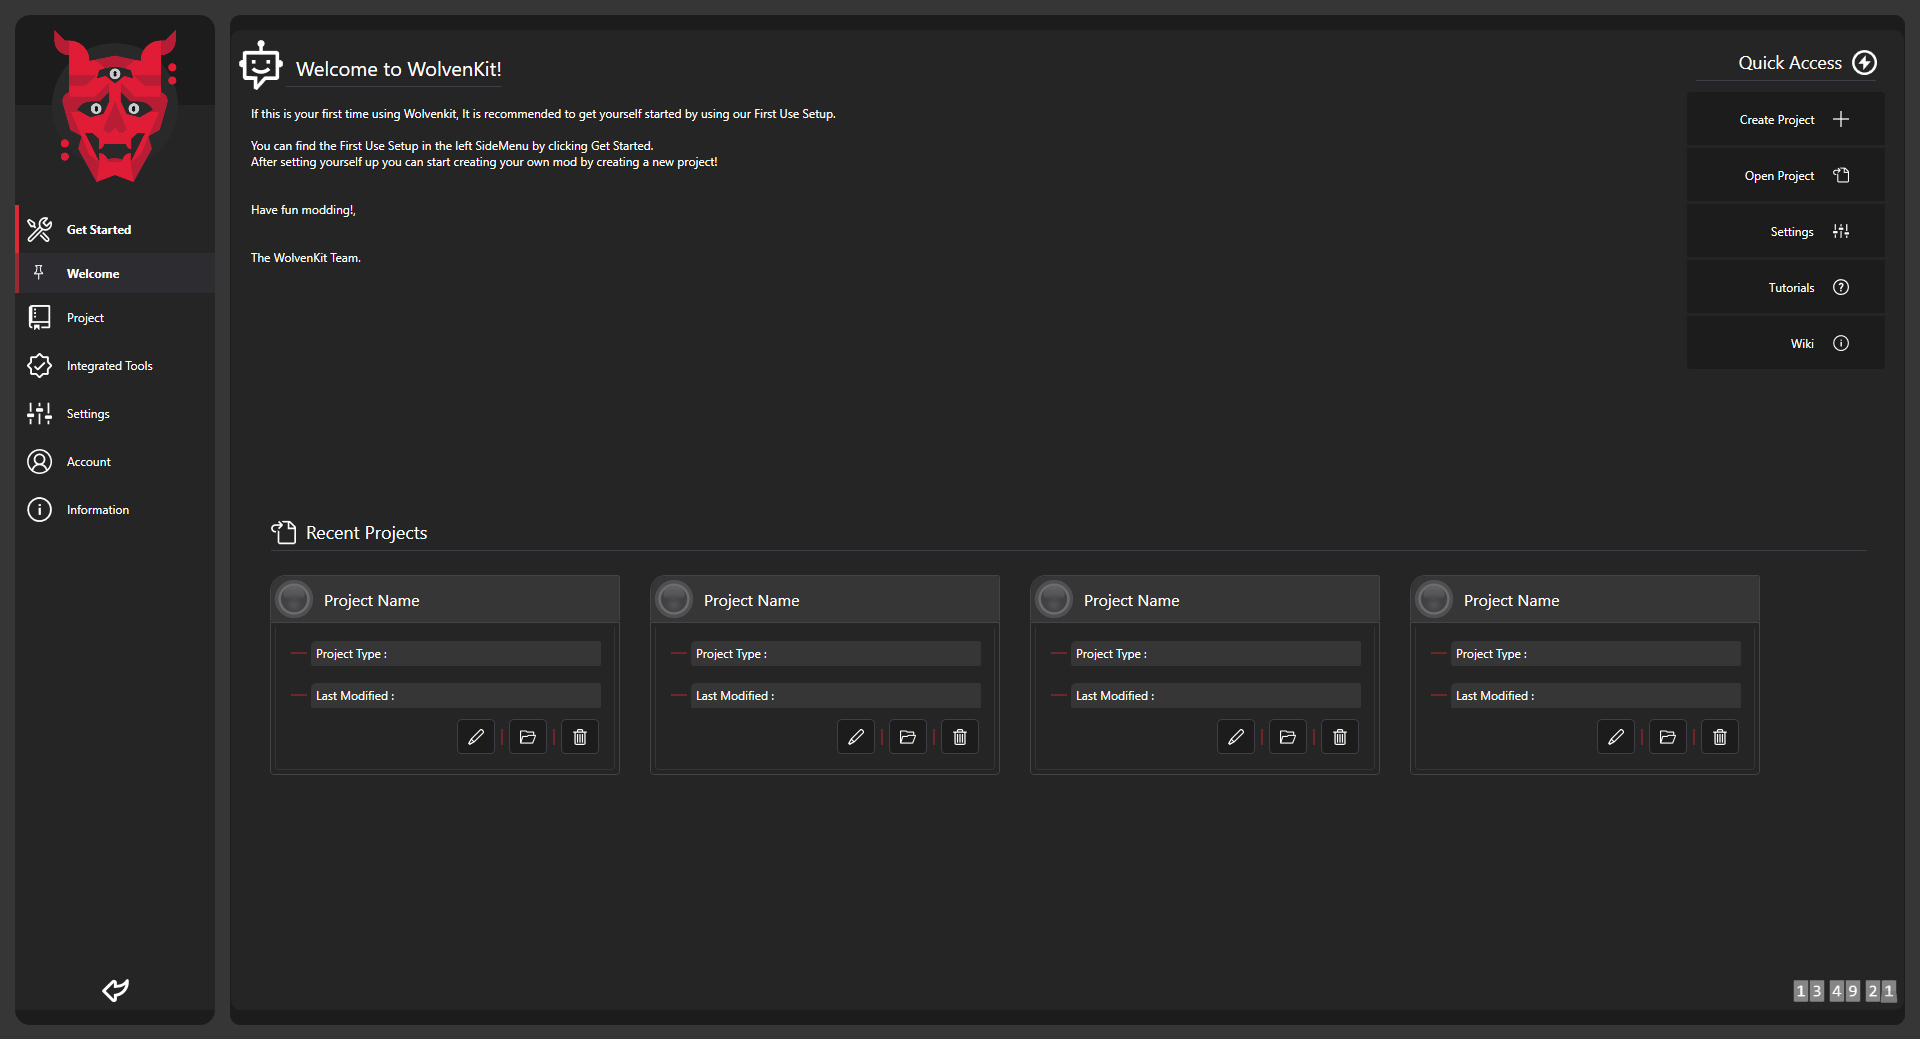 Get Started
Welcome
Project
Integrated Tools
Settings
Account
Information
Welcome to WolvenKit!
If this is your first time using Wolvenkit, It is recommended to get yourself started by using our First Use Setup.
You can find the First Use Setup in the left SideMenu by clicking Get Started.
After setting yourself up you can start creating your own mod by creating a new project!
Have fun modding!,
The WolvenKit Team.
Quick Access
Create Project
Open Project
Settings
Tutorials
Wiki
Recent Projects
Project Name
Project Type :
Last Modified :
Project Name
Project Type :
Last Modified :
Project Name
Project Type :
Last Modified :
Project Name
Project Type :
Last Modified :
13 49 21